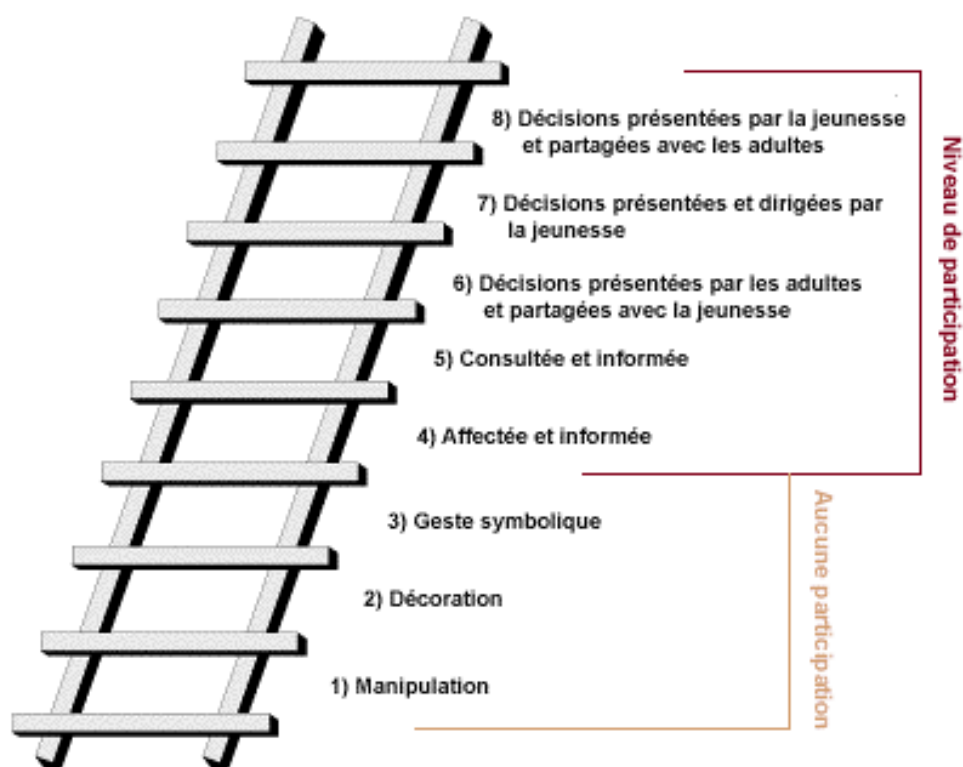 8) Décisions présentées par la jeunesse
et partagées avec les adultes
7) Décisions présentées et dirigées par
la jeunesse
6) Décisions présentées par les adultes
et partagées avec la jeunesse
5) Consultée et informée
4) Affectée et informée
3) Geste symbolique
2) Décoration
1) Manipulation
Niveau de participation
Aucune participation